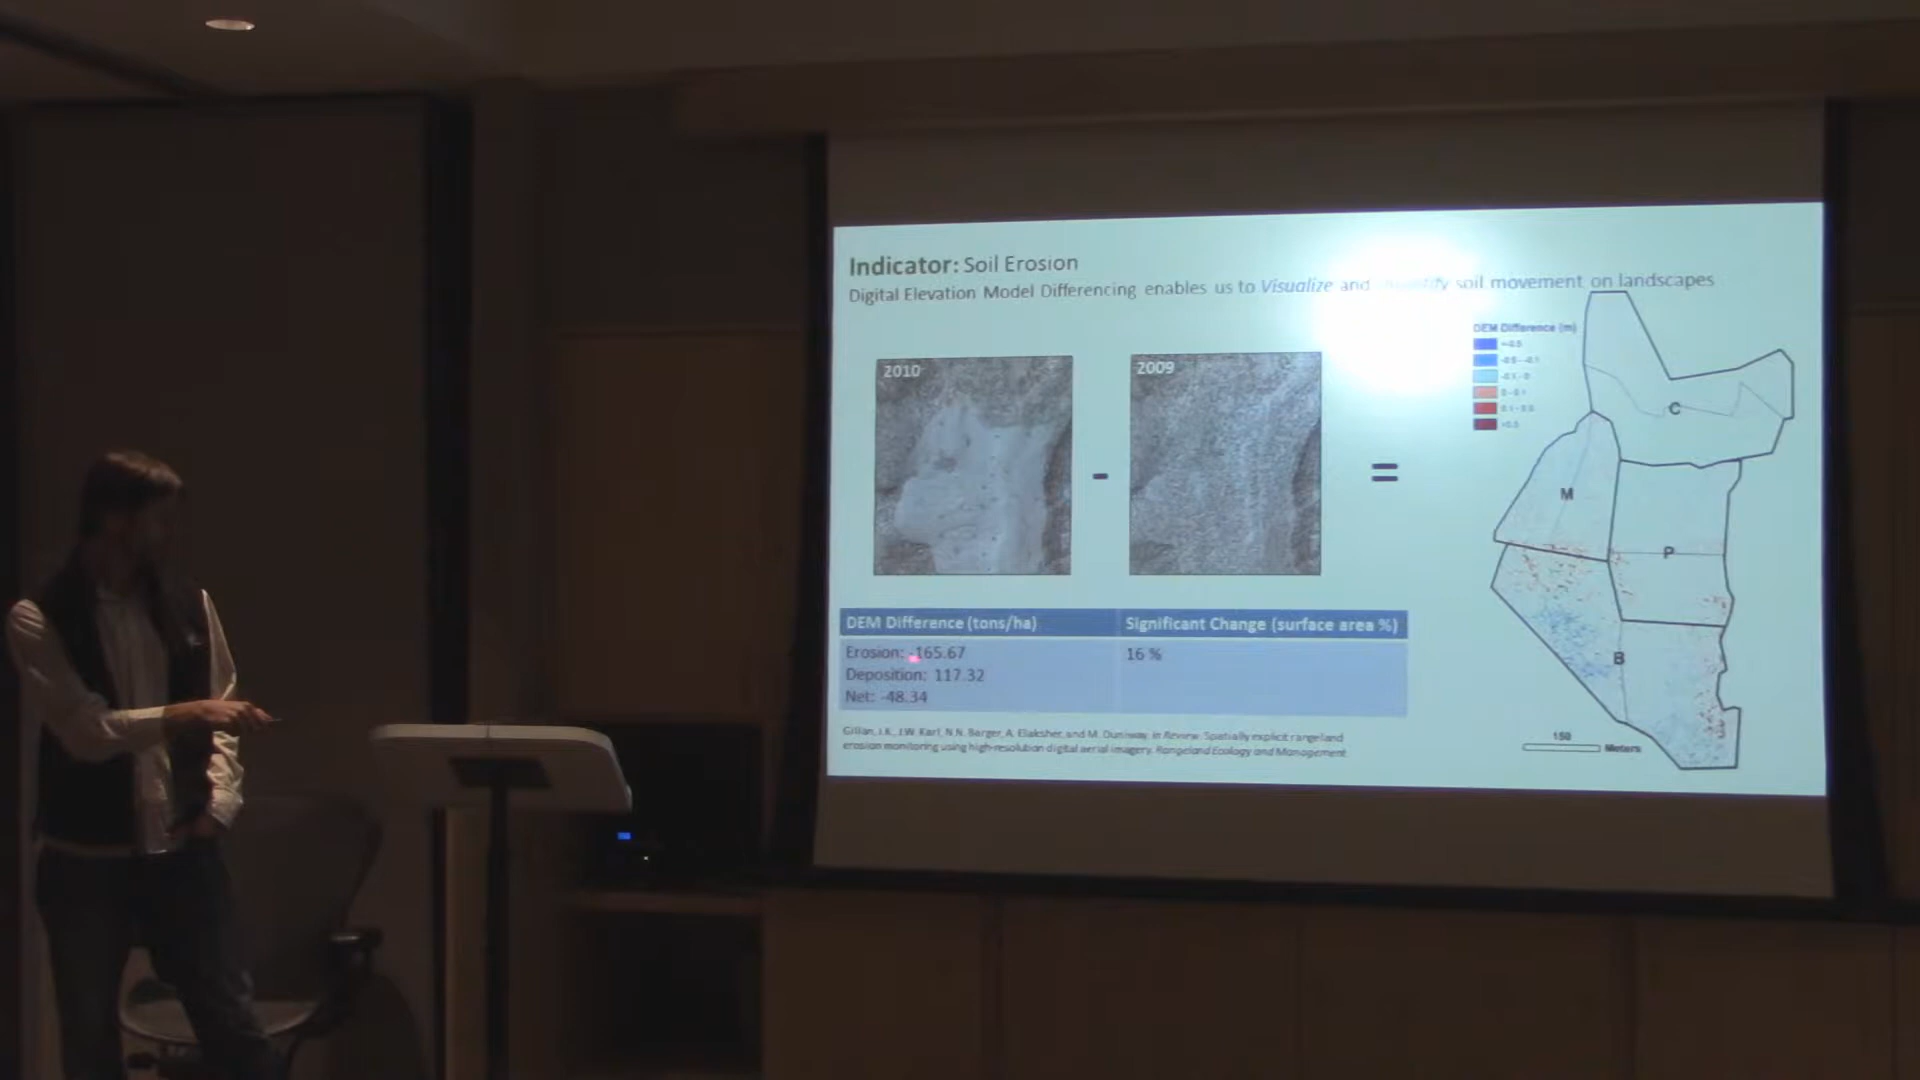 Indicator: Soil Erosion
Digital Elevation Model Differencing enables us to Visualize and soil movement on landscapes
DEM Difference (m)
2010
2009
C
M
-
=
P
B
DEM Difference (tons/ha)
Significant Change (surface area %)
Erosion: -165.67
16 %
Deposition: 117.32
Net: -48.34
Gillan, J.K., J.W. Karl, N.N. Barger, A. Elaksher, and M. Duniway. In Review. Spatially explicit rangeland
erosion monitoring using high-resolution digital aerial imagery. Rangeland Ecology and Management
150
Meters